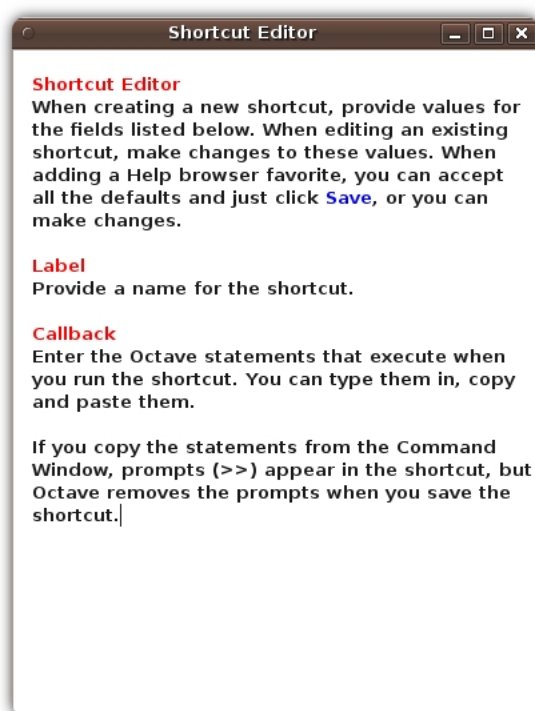 Shortcut Editor
Shortcut Editor
When creating a new shortcut, provide values for
the fields listed below. When editing an existing
shortcut, make changes to these values. When
adding a Help browser favorite, you can accept
all the defaults and just click Save, or you can
make changes.
Label
Provide a name for the shortcut.
Callback
Enter the Octave statements that execute when
you run the shortcut. You can type them in, copy
and paste them.
If you copy the statements from the Command
Window, prompts (>>) appear in the shortcut, but
Octave removes the prompts when you save the
shortcut.